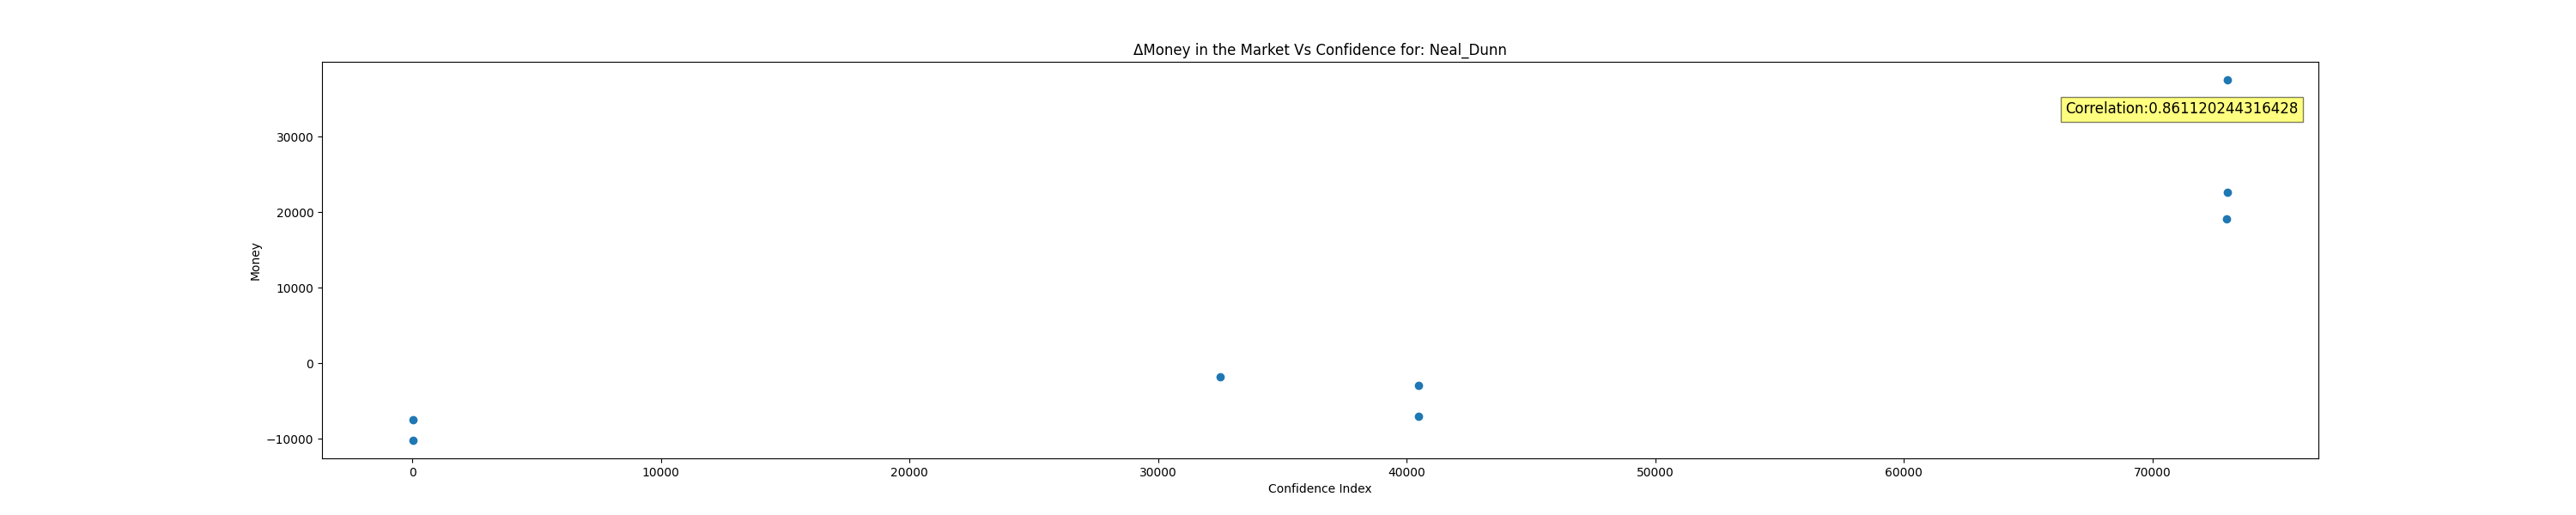 ΔMoney in the Market Vs Confidence for: Neal_Dunn
Correlation:0.861120244316428
30000
20000
10000
0
−10000
Money
0 10000 20000 30000 40000 50000 60000 70000
Confidence Index